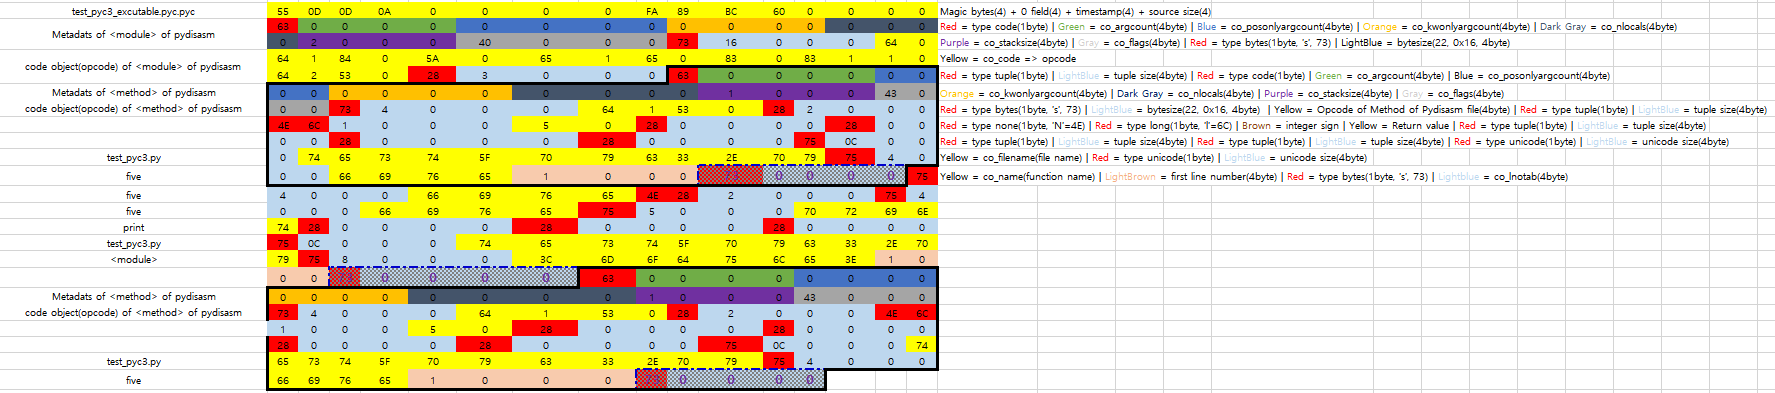 test_pyc3_excutable.pyc.pyc 55 0D 0D 0A 0 0 0 0 FA 89 BC 60 0 0 0 0 Magic bytes(4) + 0 field(4) + timestamp(4) + source size(4)
Metadats of <module> of pydisasm 63 0 0 0 0 0 0 0 0 0 0 0 0 0 0 0 Red = type code(1byte) | Green = co_argcount(4byte) | Blue = co_posonlyargcount(4byte) | Orange = co_kwonlyargcount(4byte) | Dark Gray = co_nlocals(4byte)
0 2 0 0 0 40 0 0 0 73 16 0 0 0 64 0 Purple = co_stacksize(4byte) | Gray = co_flags(4byte) | Red = type bytes(1byte, 's', 73) | LightBlue = bytesize(22, 0x16, 4byte)
code object(opcode) of <module> of pydisasm 64 1 84 0 5A 0 65 1 65 0 83 0 83 1 1 0 Yellow = co_code => opcode
64 2 53 0 28 3 0 0 0 63 0 0 0 0 0 0 Red = type tuple(1byte) | LightBlue = tuple size(4byte) | Red = type code(1byte) | Green = co_argcount(4byte) | Blue = co_posonlyargcount(4byte)
Metadats of <method> of pydisasm 0 0 0 0 0 0 0 0 0 0 1 0 0 0 43 0 Orange = co_kwonlyargcount(4byte) | Dark Gray = co_nlocals(4byte) | Purple = co_stacksize(4byte) | Gray = co_flags(4byte)
code object(opcode) of <method> of pydisasm 0 0 73 4 0 0 0 64 1 53 0 28 2 0 0 0 Red = type bytes(1byte, 's', 73) | LightBlue = bytesize(22, 0x16, 4byte) | Yellow = Opcode of Method of Pydisasm file(4byte) | Red = type tuple(1byte) | LightBlue = tuple size(4byte)
4E 6C 1 0 0 0 5 0 28 0 0 0 0 28 0 0 Red = type none(1byte, 'N'=4E) | Red = type long(1byte, 'l'=6C) | Brown = integer sign | Yellow = Return value | Red = type tuple(1byte) | LightBlue = tuple size(4byte)
0 0 28 0 0 0 0 28 0 0 0 0 75 0C 0 0 Red = type tuple(1byte) | LightBlue = tuple size(4byte) | Red = type tuple(1byte) | LightBlue = tuple size(4byte) | Red = type unicode(1byte) | LightBlue = unicode size(4byte)
test_pyc3.py 0 74 65 73 74 5F 70 79 63 33 2E 70 79 75 4 0 Yellow = co_filename(file name) | Red = type unicode(1byte) | LightBlue = unicode size(4byte)
five 0 0 66 69 76 65 1 0 0 0 73 0 0 0 0 75 Yellow = co_name(function name) | LightBrown = first line number(4byte) | Red = type bytes(1byte, 's', 73) | Lightblue = co_lnotab(4byte)
five 4 0 0 0 66 69 76 65 4E 28 2 0 0 0 75 4
five 0 0 0 66 69 76 65 75 5 0 0 0 70 72 69 6E
print 74 28 0 0 0 0 28 0 0 0 0 28 0 0 0 0
test_pyc3.py 75 0C 0 0 0 74 65 73 74 5F 70 79 63 33 2E 70
<module> 79 75 8 0 0 0 3C 6D 6F 64 75 6C 65 3E 1 0
0 0 73 0 0 0 0 63 0 0 0 0 0 0 0 0
Metadats of <method> of pydisasm 0 0 0 0 0 0 0 0 1 0 0 0 43 0 0 0
code object(opcode) of <method> of pydisasm 73 4 0 0 0 64 1 53 0 28 2 0 0 0 4E 6C
1 0 0 0 5 0 28 0 0 0 0 28 0 0 0 0
28 0 0 0 0 28 0 0 0 0 75 0C 0 0 0 74
test_pyc3.py 65 73 74 5F 70 79 63 33 2E 70 79 75 4 0 0 0
five 66 69 76 65 1 0 0 0 73 0 0 0 0